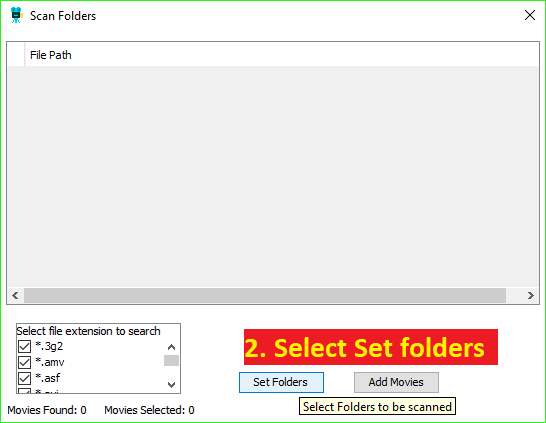 Scan Folders
File Path
Select file extension to search
*.3g2
*.amv
*.asf
2. Select Set folders
Set Folders
Add Movies
Select Folders to be scanned
Movies Found: 0
Movies Selected: 0